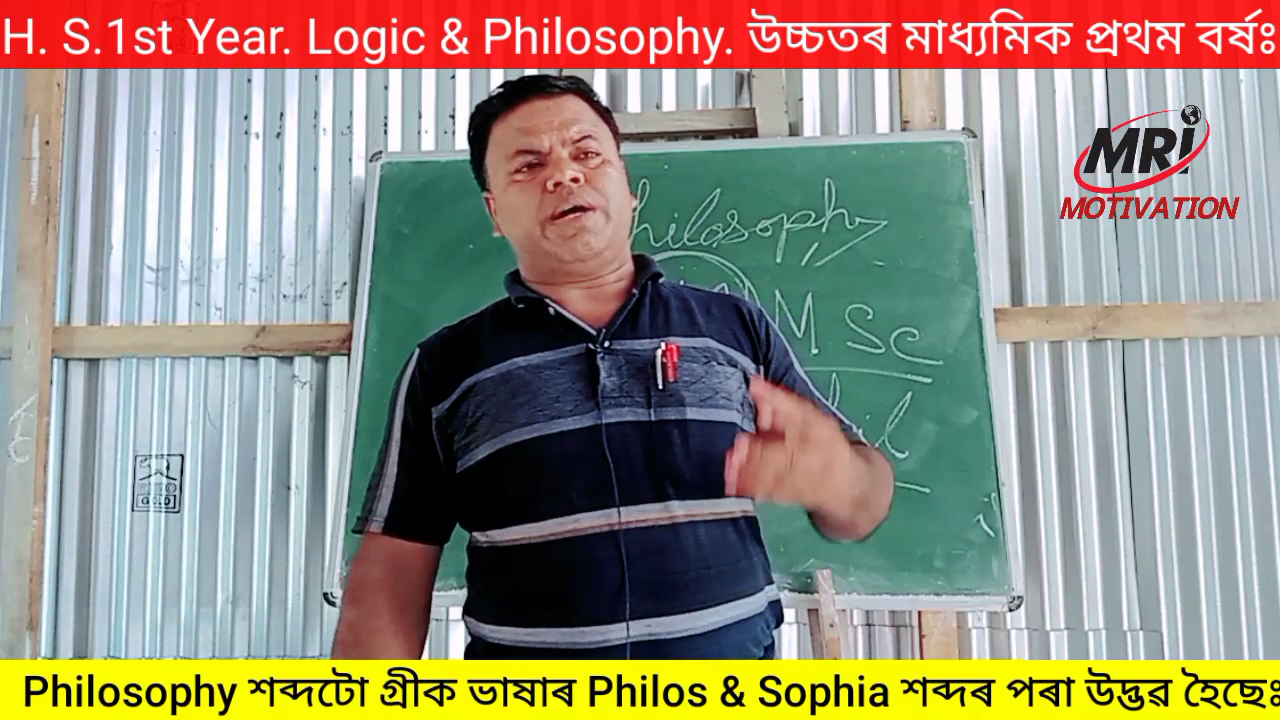 H. S.1st Year. Logic & Philosophy. উচ্চতৰ মাধ্যমিক প্ৰথম বৰ্ষঃ
MRi
MOTIVATION
hilosophy
M Sc
Philosophy শব্দটো গ্ৰীক ভাষাৰ Philos & Sophia শব্দৰ পৰা উদ্ভৱ হৈছেঃ